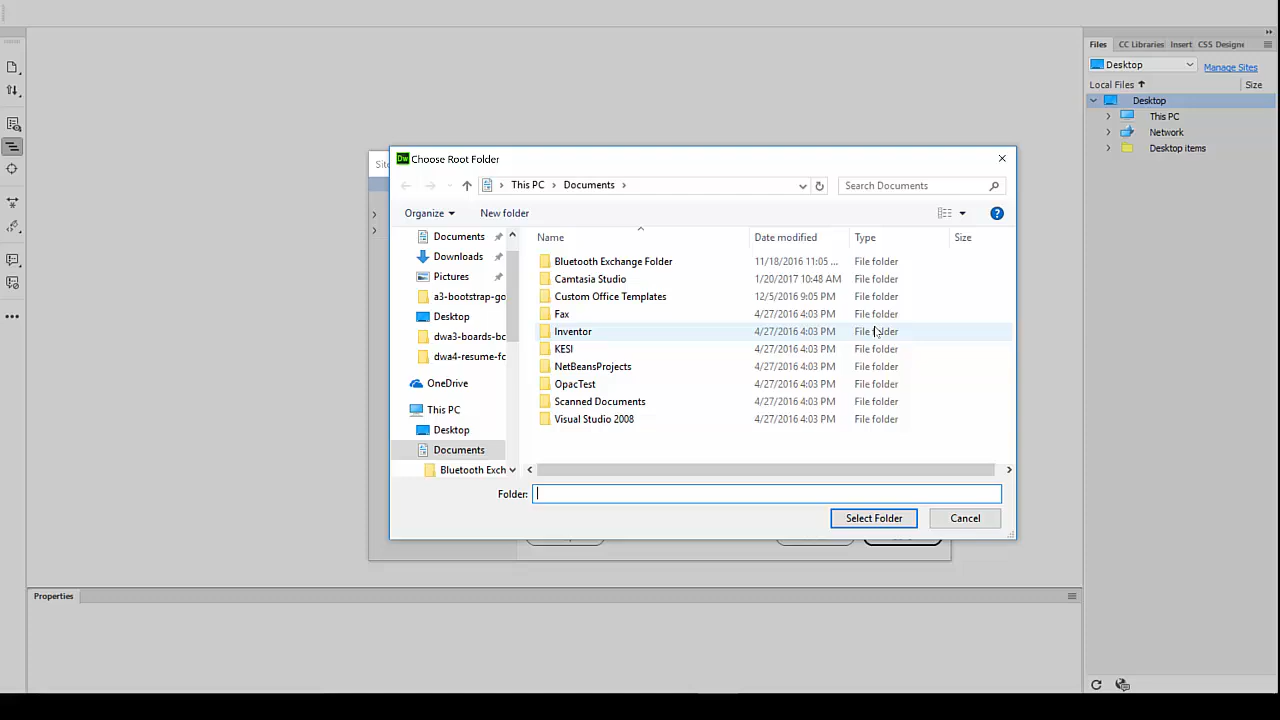 Files CC Libraries Insert CSS Designe
Desktop Manage Sites
Local Files Size
Desktop
This PC
Network
Desktop items
Sit
Dw Choose Root Folder
This PC Documents Search Documents
Organize New folder
Name Date modified Type Size
Documents
Downloads
Pictures
a3-bootstrap-go
Desktop
dwa3-boards-bc
dwa4-resume-fc
OneDrive
This PC
Desktop
Documents
Bluetooth Exch
Bluetooth Exchange Folder 11/18/2016 11:05 ... File folder
Camtasia Studio 1/20/2017 10:48 AM File folder
Custom Office Templates 12/5/2016 9:05 PM File folder
Fax 4/27/2016 4:03 PM File folder
Inventor 4/27/2016 4:03 PM File folder
KESI 4/27/2016 4:03 PM File folder
NetBeansProjects 4/27/2016 4:03 PM File folder
OpacTest 4/27/2016 4:03 PM File folder
Scanned Documents 4/27/2016 4:03 PM File folder
Visual Studio 2008 4/27/2016 4:03 PM File folder
Folder:
Select Folder Cancel
Properties